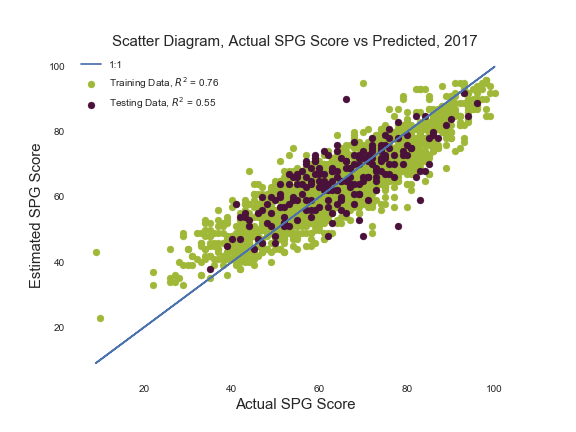 Scatter Diagram, Actual SPG Score vs Predicted, 2017
1:1
Training Data, R² = 0.76
Testing Data, R² = 0.55
100
80
60
40
20
Estimated SPG Score
20 40 60 80 100
Actual SPG Score